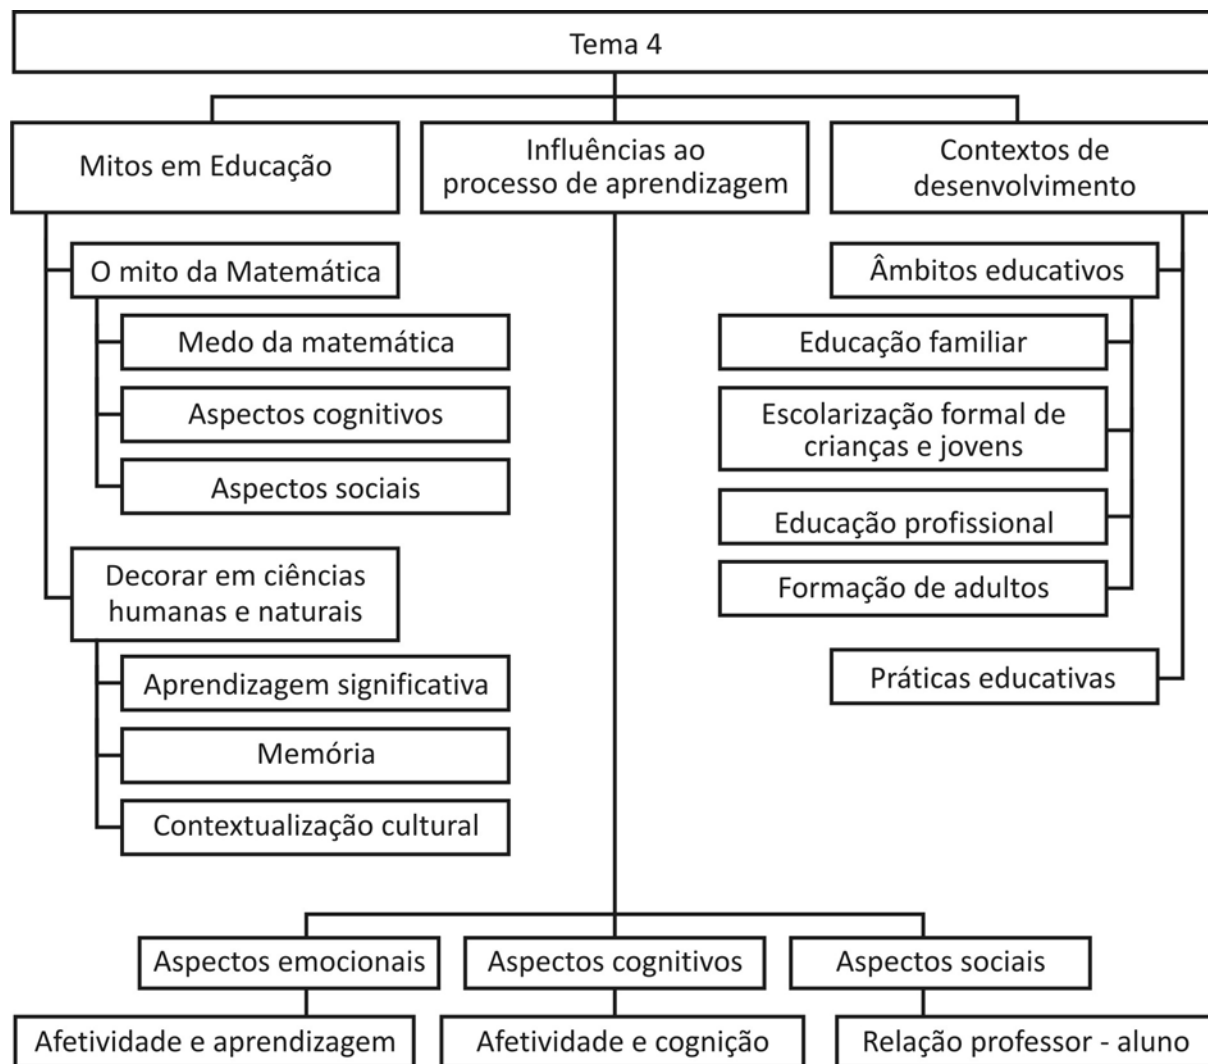 Tema 4
Mitos em Educação
Influências ao
processo de aprendizagem
Contextos de
desenvolvimento
O mito da Matemática
Medo da matemática
Aspectos cognitivos
Aspectos sociais
Decorar em ciências
humanas e naturais
Aprendizagem significativa
Memória
Contextualização cultural
Âmbitos educativos
Educação familiar
Escolarização formal de
crianças e jovens
Educação profissional
Formação de adultos
Práticas educativas
Aspectos emocionais
Aspectos cognitivos
Aspectos sociais
Afetividade e aprendizagem
Afetividade e cognição
Relação professor - aluno